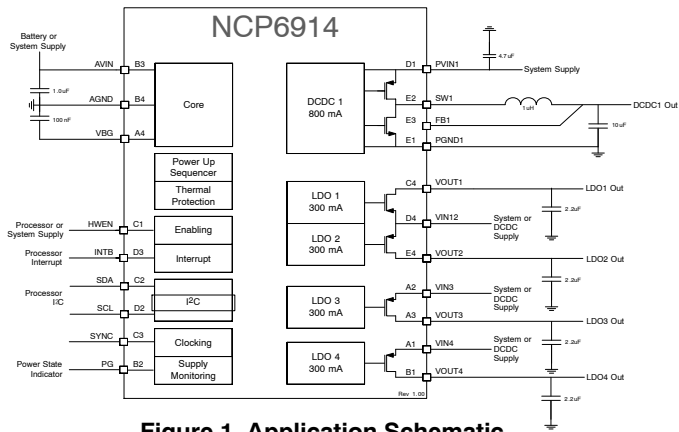 NCP6914
Battery or
System Supply
AVIN
B3
1.0uF
AGND
B4
100nF
VBG
A4
Core
Power Up
Sequencer
Thermal
Protection
Processor or
System Supply
HWEN
C1
Enabling
Processor
Interrupt
INTB
D3
Interrupt
Processor
I²C
SDA
C2
SCL
D2
I²C
SYNC
C3
Clocking
Power State
Indicator
PG
B2
Supply
Monitoring
DCDC 1
800 mA
D1
PVIN1
4.7uF
System Supply
E2
SW1
1uH
DCDC1 Out
E3
FB1
10uF
E1
PGND1
LDO 1
300 mA
C4
VOUT1
LDO1 Out
2.2uF
D4
VIN12
System or
DCDC
Supply
LDO 2
300 mA
E4
VOUT2
LDO2 Out
2.2uF
LDO 3
300 mA
A2
VIN3
System or
DCDC
Supply
A3
VOUT3
LDO3 Out
2.2uF
LDO 4
300 mA
A1
VIN4
System or
DCDC
Supply
B1
VOUT4
LDO4 Out
2.2uF
Rev 1.00
Figure 1. Application Schematic